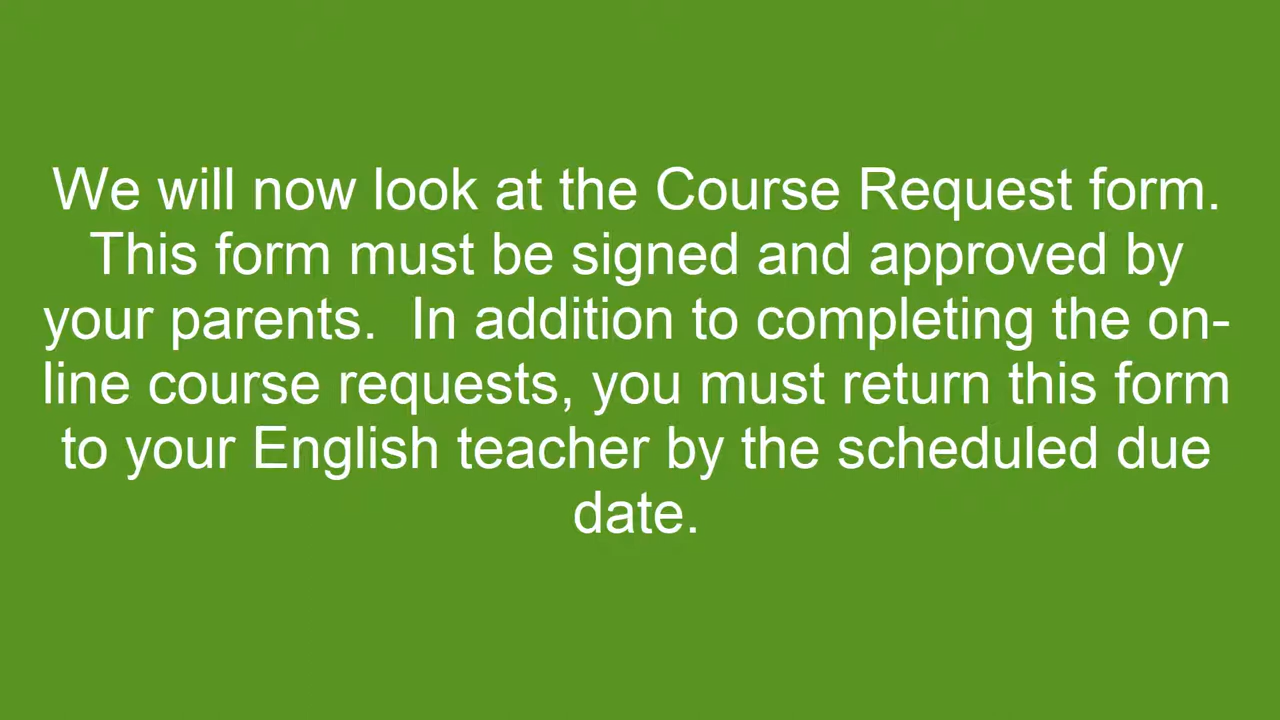 We will now look at the Course Request form.
This form must be signed and approved by
your parents.  In addition to completing the on-
line course requests, you must return this form
to your English teacher by the scheduled due
date.